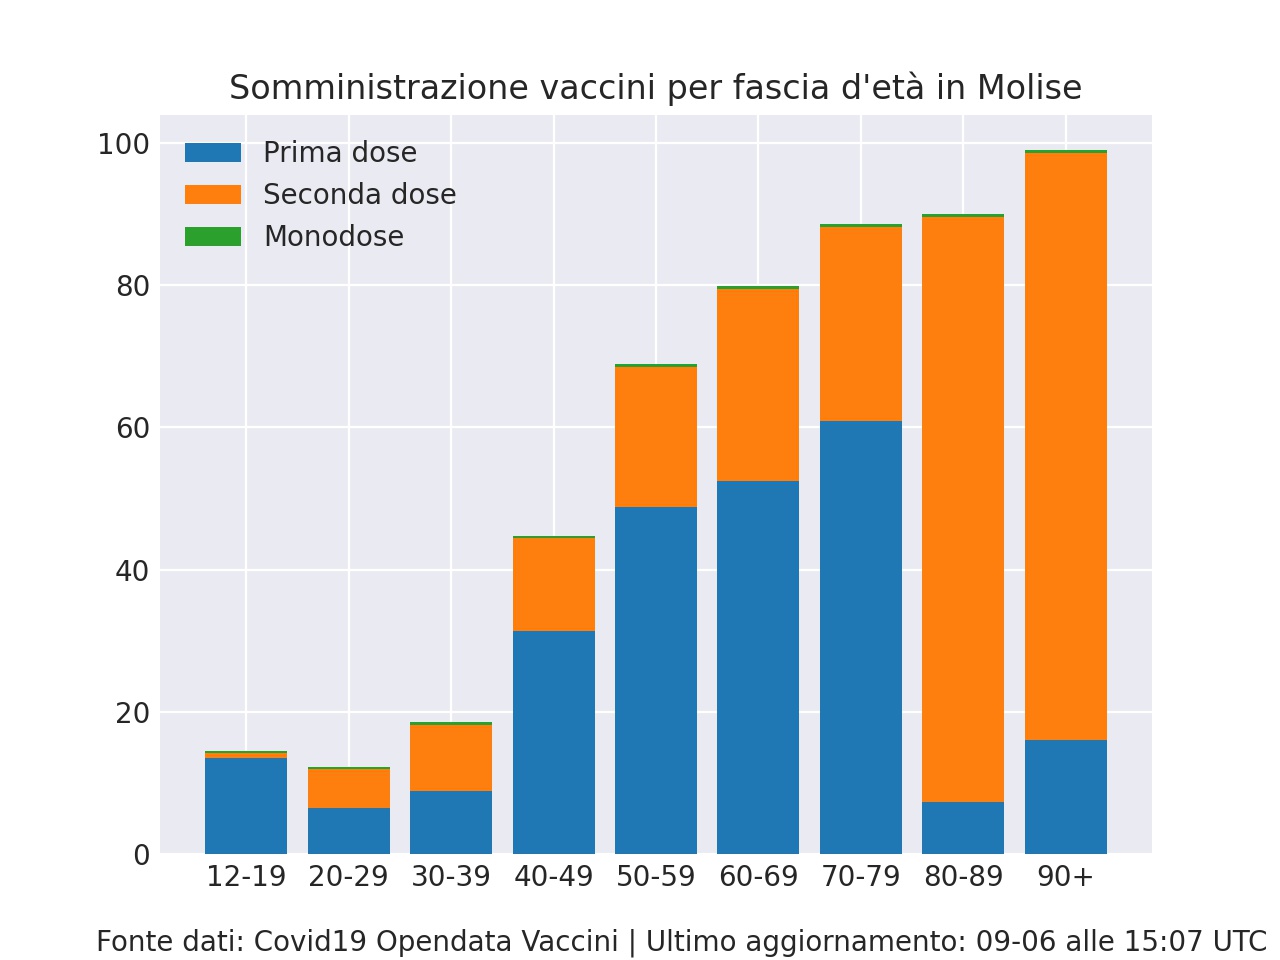 Somministrazione vaccini per fascia d'età in Molise
Prima dose
Seconda dose
Monodose
100
80
60
40
20
0
12-19 20-29 30-39 40-49 50-59 60-69 70-79 80-89 90+
Fonte dati: Covid19 Opendata Vaccini | Ultimo aggiornamento: 09-06 alle 15:07 UTC